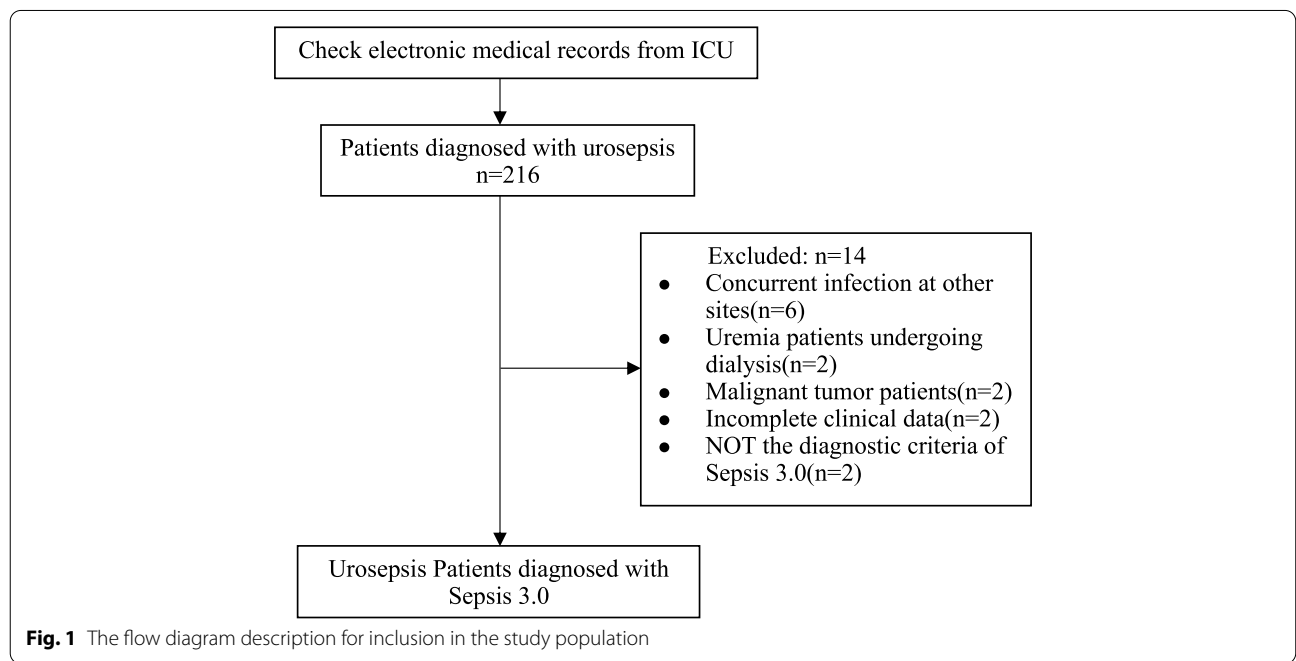 Check electronic medical records from ICU
Patients diagnosed with urosepsis
n=216
Excluded: n=14
● Concurrent infection at other
sites(n=6)
● Uremia patients undergoing
dialysis(n=2)
● Malignant tumor patients(n=2)
● Incomplete clinical data(n=2)
● NOT the diagnostic criteria of
Sepsis 3.0(n=2)
Urosepsis Patients diagnosed with
Sepsis 3.0
Fig. 1 The flow diagram description for inclusion in the study population